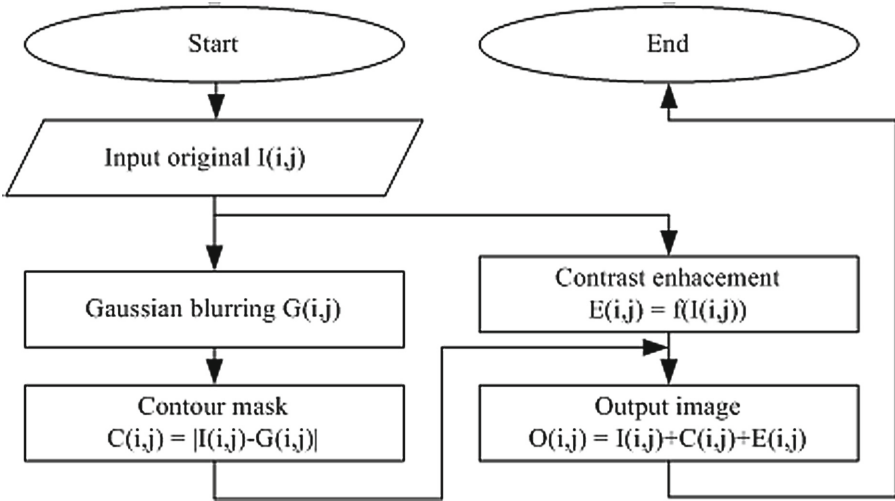 Start
Input original I(i,j)
Gaussian blurring G(i,j)
Contour mask
C(i,j) = |I(i,j)-G(i,j)|
End
Contrast enhacement
E(i,j) = f(I(i,j))
Output image
O(i,j) = I(i,j)+C(i,j)+E(i,j)